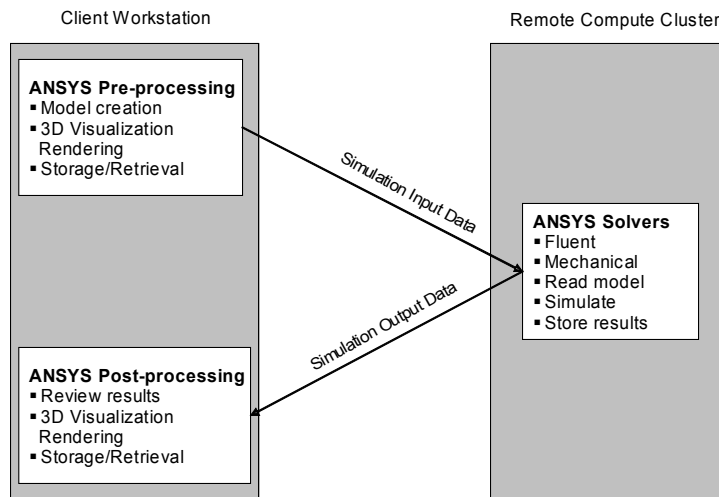 Client Workstation
Remote Compute Cluster
ANSYS Pre-processing
▪ Model creation
▪ 3D Visualization
Rendering
▪ Storage/Retrieval
Simulation Input Data
ANSYS Solvers
▪ Fluent
▪ Mechanical
▪ Read model
▪ Simulate
▪ Store results
Simulation Output Data
ANSYS Post-processing
▪ Review results
▪ 3D Visualization
Rendering
▪ Storage/Retrieval